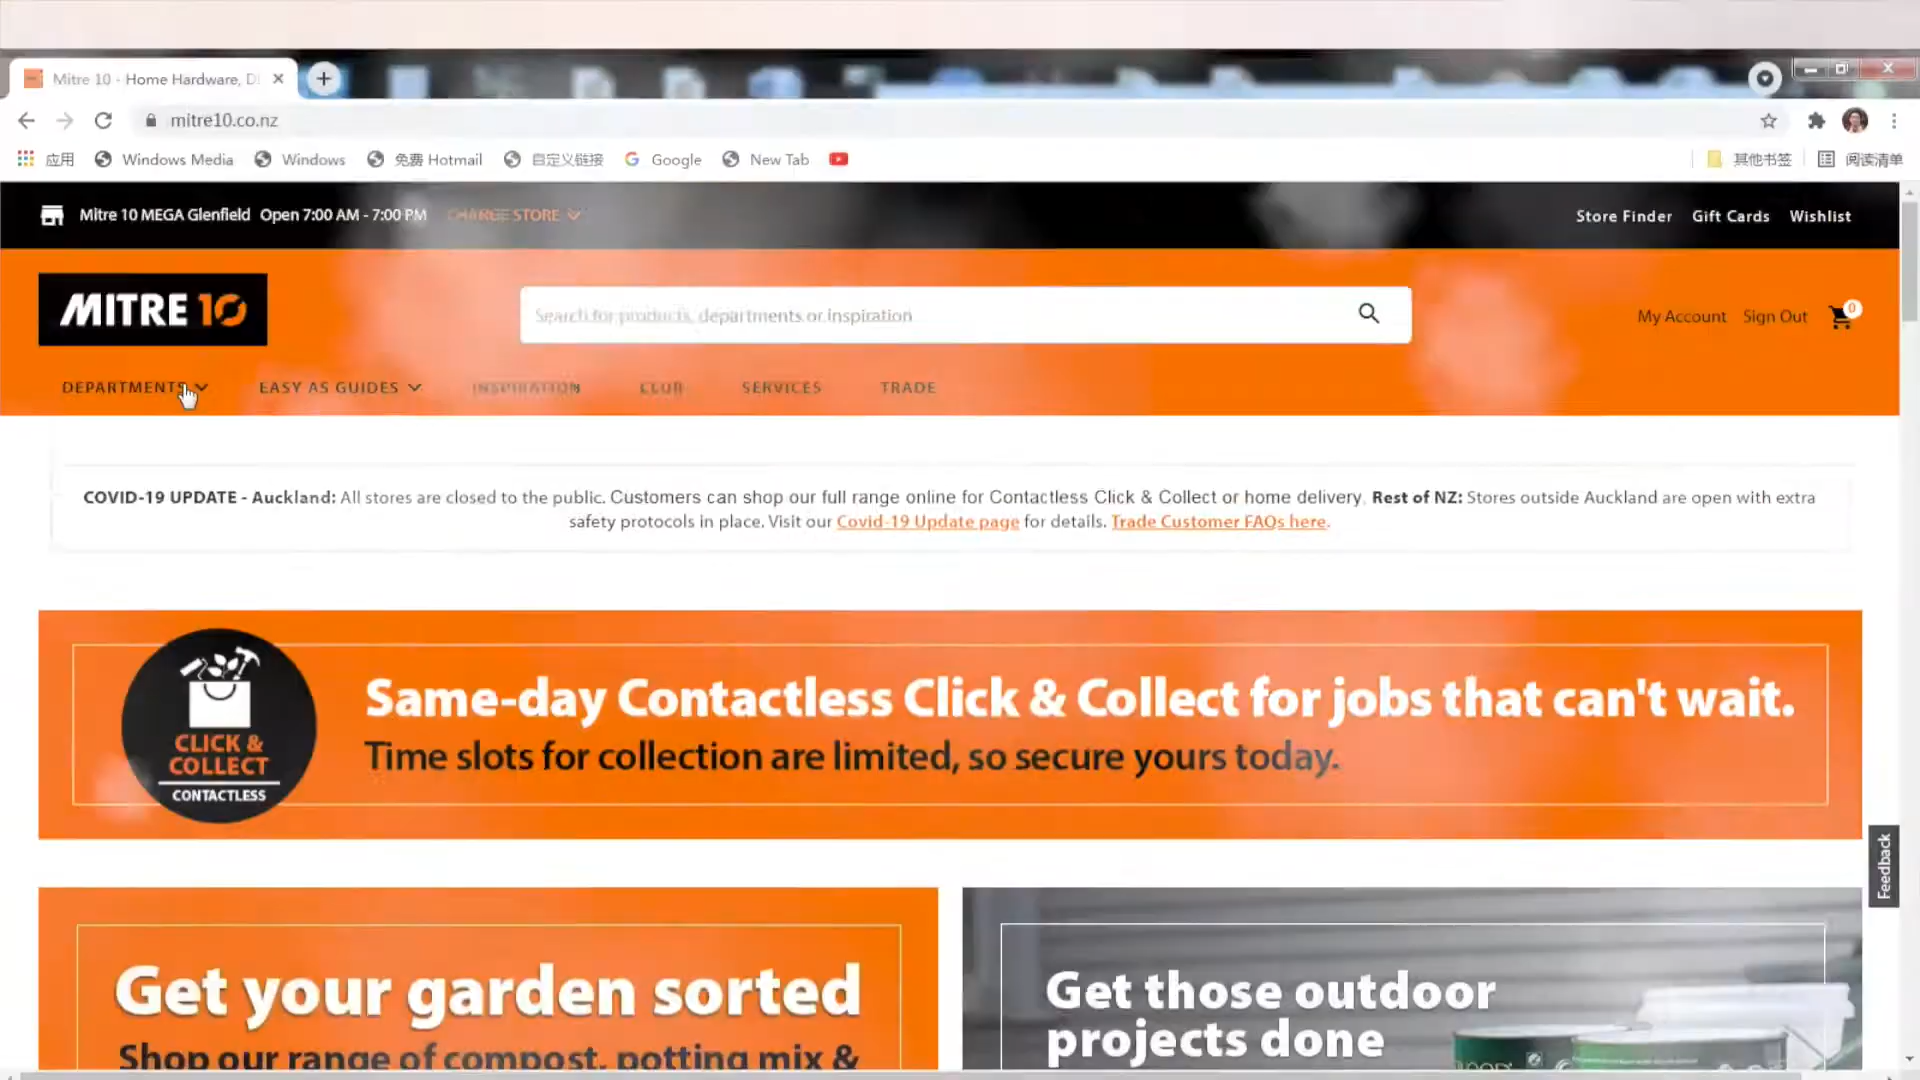 Mitre 10 - Home Hardware, D
mitre10.co.nz
应用 Windows Media Windows 免费 Hotmail 自定义链接 Google New Tab 其他书签 阅读清单
Mitre 10 MEGA Glenfield Open 7:00 AM - 7:00 PM CHANGE STORE Store Finder Gift Cards Wishlist
MITRE 10 Search for products, departments or inspiration My Account Sign Out 0
DEPARTMENTS EASY AS GUIDES INSPIRATION CLUB SERVICES TRADE
COVID-19 UPDATE - Auckland: All stores are closed to the public. Customers can shop our full range online for Contactless Click & Collect or home delivery. Rest of NZ: Stores outside Auckland are open with extra
safety protocols in place. Visit our Covid-19 Update page for details. Trade Customer FAQs here.
CLICK &
COLLECT
CONTACTLESS
Same-day Contactless Click & Collect for jobs that can't wait.
Time slots for collection are limited, so secure yours today.
Feedback
Get your garden sorted
Shop our range of compost, potting mix &
Get those outdoor
projects done